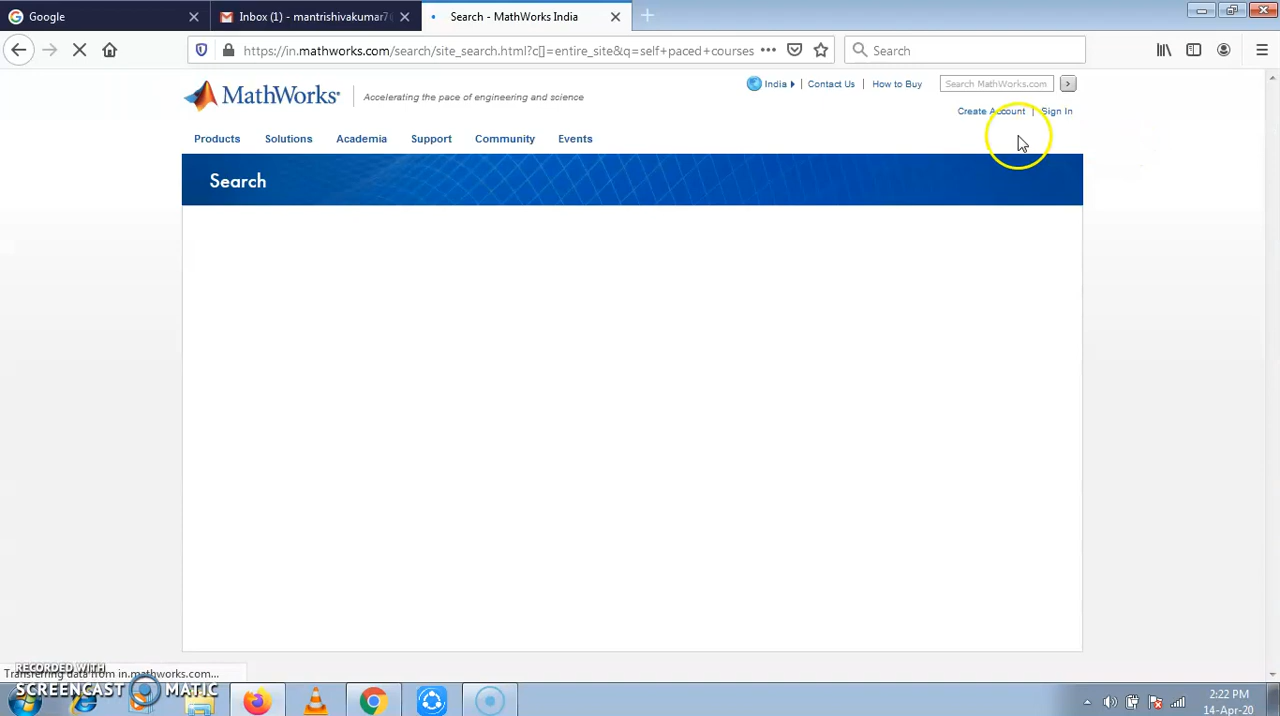 Google
Inbox (1) - mantrishivakumar7
Search - MathWorks India
https://in.mathworks.com/search/site_search.html?c[]=entire_site&q=self+paced+courses
Search
MathWorks®
Accelerating the pace of engineering and science
India
Contact Us
How to Buy
Search MathWorks.com
Create Account
Sign In
Products
Solutions
Academia
Support
Community
Events
Search
Transferring data from in.mathworks.com...
RECORDED WITH
SCREENCAST MATIC
2:22 PM
14-Apr-20